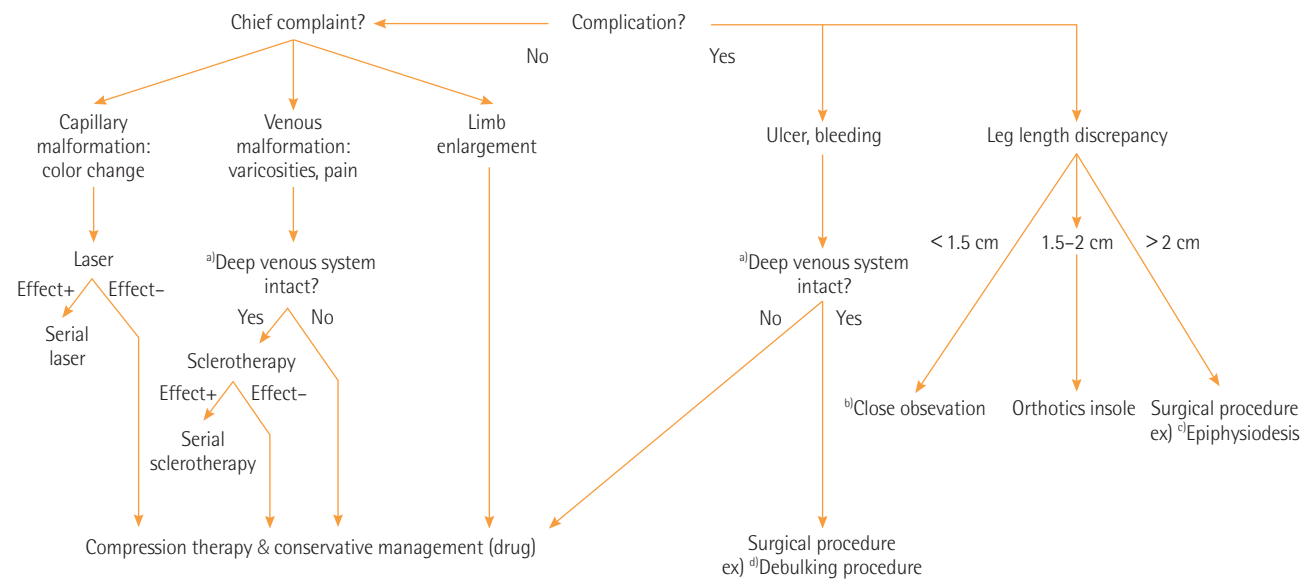 Chief complaint?
Complication?
No
Yes
Capillary
malformation:
color change
Venous
malformation:
varicosities, pain
Limb
enlargement
Ulcer, bleeding
Leg length discrepancy
Laser
Effect+
Effect−
Serial
laser
a)Deep venous system
intact?
Yes
No
Sclerotherapy
Effect+
Effect−
Serial
sclerotherapy
a)Deep venous system
intact?
No
Yes
< 1.5 cm
1.5–2 cm
> 2 cm
b)Close obsevation
Orthotics insole
Surgical procedure
ex) c)Epiphysiodesis
Compression therapy & conservative management (drug)
Surgical procedure
ex) d)Debulking procedure